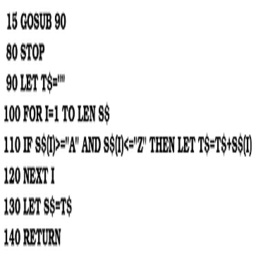 15 GOSUB 90
80 STOP
90 LET T$=""
100 FOR I=1 TO LEN S$
110 IF S$(I)>="A" AND S$(I)<="Z" THEN LET T$=T$+S$(I)
120 NEXT I
130 LET S$=T$
140 RETURN